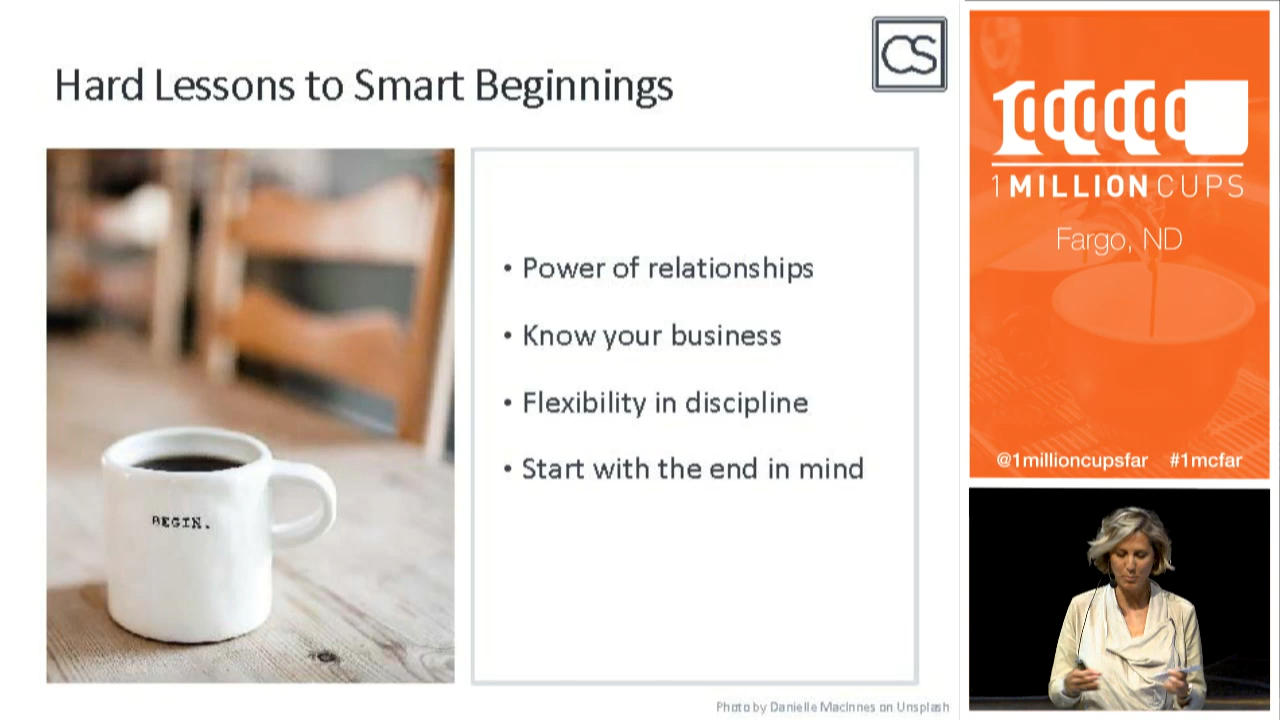 Hard Lessons to Smart Beginnings
CS
BEGIN.
• Power of relationships
• Know your business
• Flexibility in discipline
• Start with the end in mind
Photo by Danielle MacInnes on Unsplash
1 MILLION CUPS
Fargo, ND
@1millioncupsfar #1mcfar